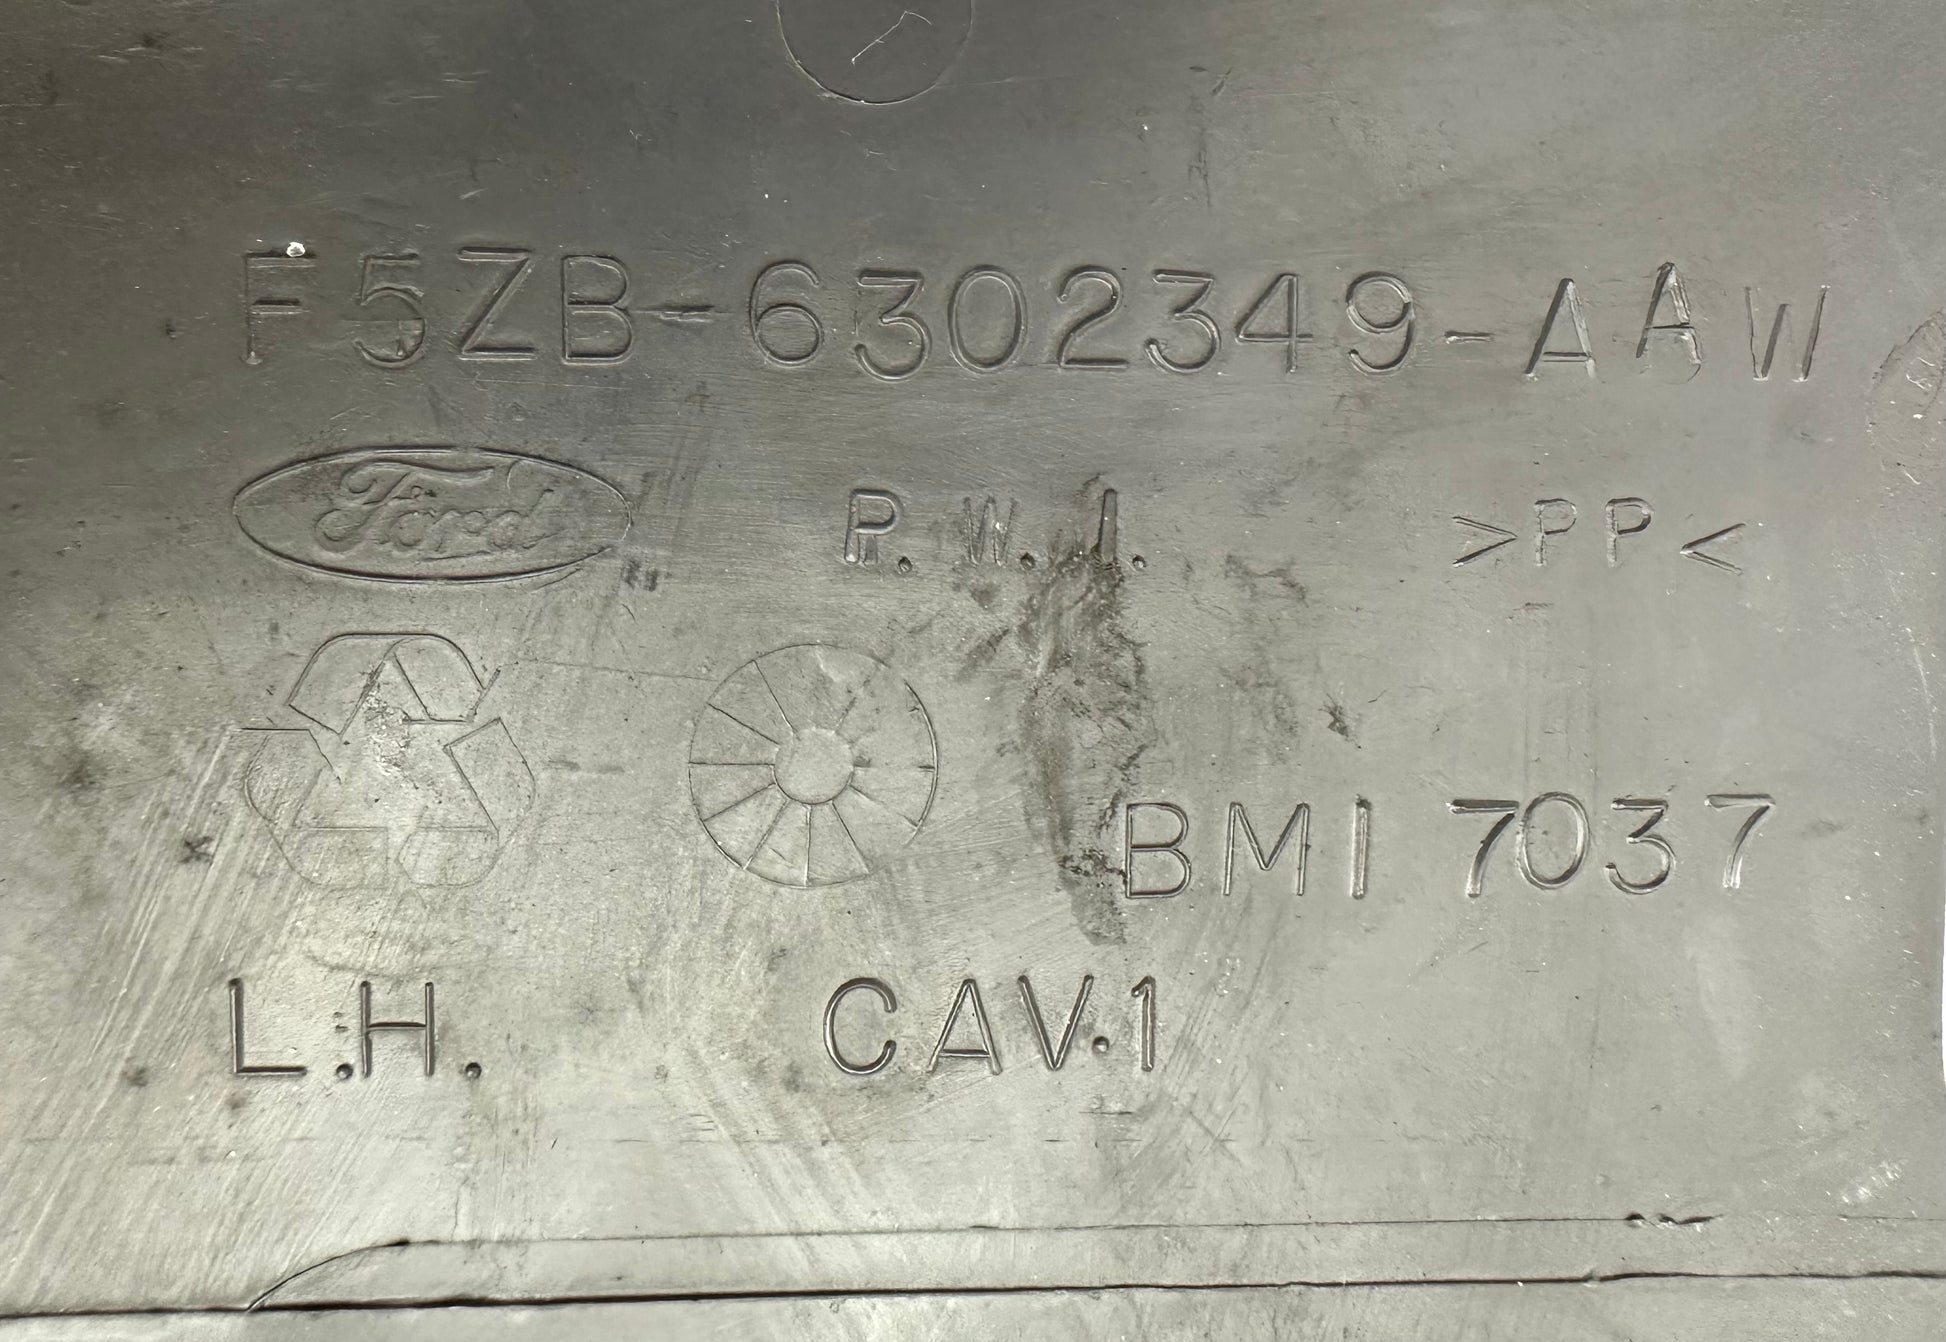 F5ZB-6302349-AAW
Ford R.W.I. >PP<
BMI 7037
L.H. CAV.1